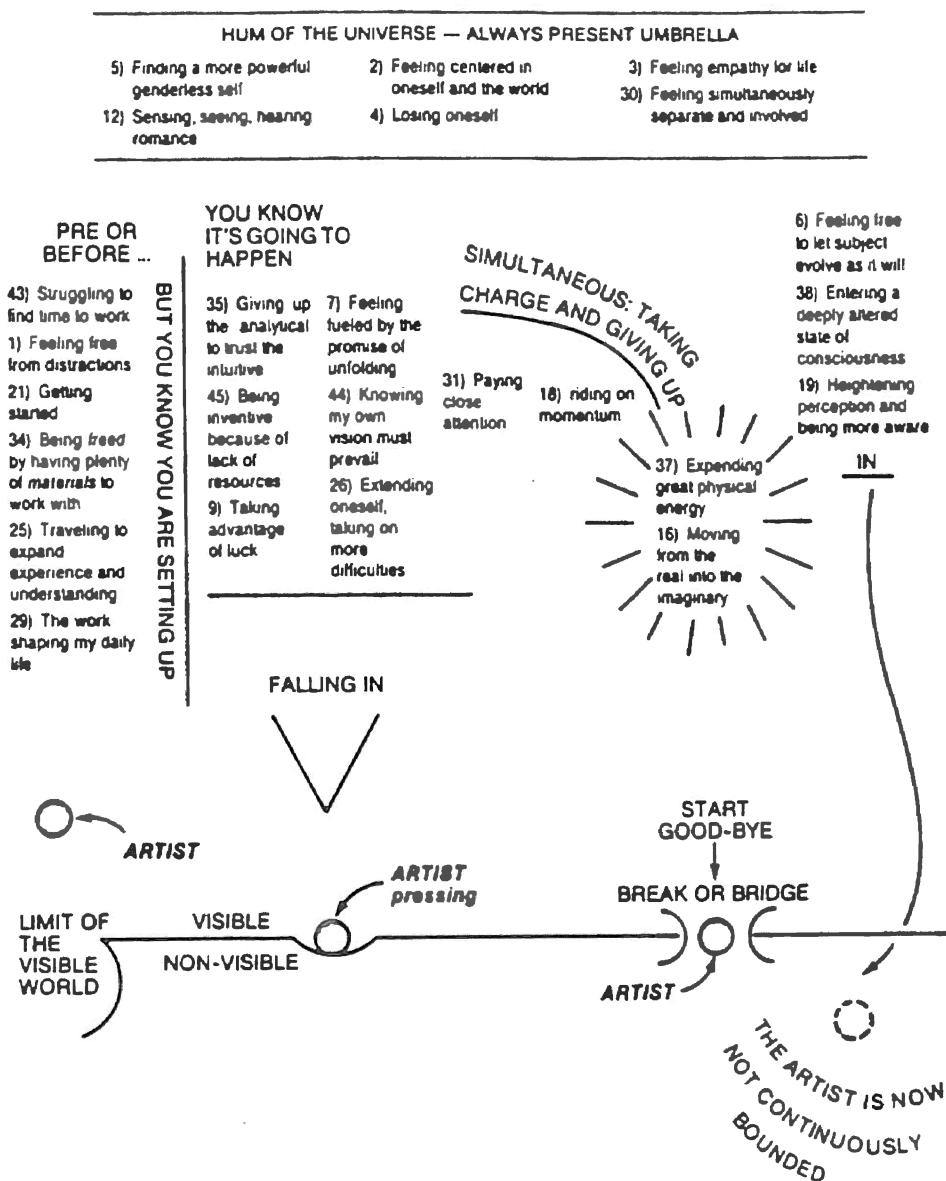 HUM OF THE UNIVERSE — ALWAYS PRESENT UMBRELLA
5) Finding a more powerful
genderless self
12) Sensing, seeing, hearing
romance
2) Feeling centered in
oneself and the world
4) Losing oneself
3) Feeling empathy for life
30) Feeling simultaneously
separate and involved
PRE OR
BEFORE ...
43) Struggling to
find time to work
1) Feeling free
from distractions
21) Getting
started
34) Being freed
by having plenty
of materials to
work with
25) Traveling to
expand
experience and
understanding
29) The work
shaping my daily
life
BUT YOU KNOW YOU ARE SETTING UP
YOU KNOW
IT'S GOING TO
HAPPEN
35) Giving up
the analytical
to trust the
intuitive
45) Being
inventive
because of
lack of
resources
9) Taking
advantage
of luck
7) Feeling
fueled by the
promise of
unfolding
44) Knowing
my own
vision must
prevail
26) Extending
oneself,
taking on
more
difficulties
SIMULTANEOUS: TAKING
CHARGE AND GIVING UP
31) Paying
close
attention
18) riding on
momentum
37) Expending
great physical
energy
16) Moving
from the
real into the
imaginary
6) Feeling free
to let subject
evolve as it will
38) Entering a
deeply altered
state of
consciousness
19) Heightening
perception and
being more aware
IN
FALLING IN
ARTIST
ARTIST
pressing
START
GOOD-BYE
BREAK OR BRIDGE
LIMIT OF
THE
VISIBLE
WORLD
VISIBLE
NON-VISIBLE
ARTIST
THE ARTIST IS NOW
NOT CONTINUOUSLY
BOUNDED